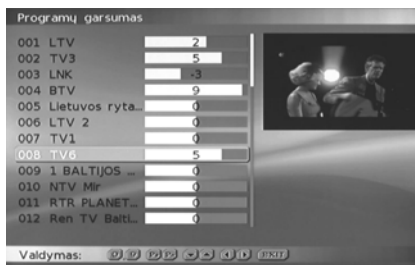 Programų garsumas
001 LTV 2
002 TV3 5
003 LNK -3
004 BTV 9
005 Lietuvos ryta... 0
006 LTV 2 0
007 TV1 0
008 TV6 5
009 1 BALTIJOS ... 0
010 NTV Mir 0
011 RTR PLANET... 0
012 Ren TV Balti... 0
Valdymas: EXIT